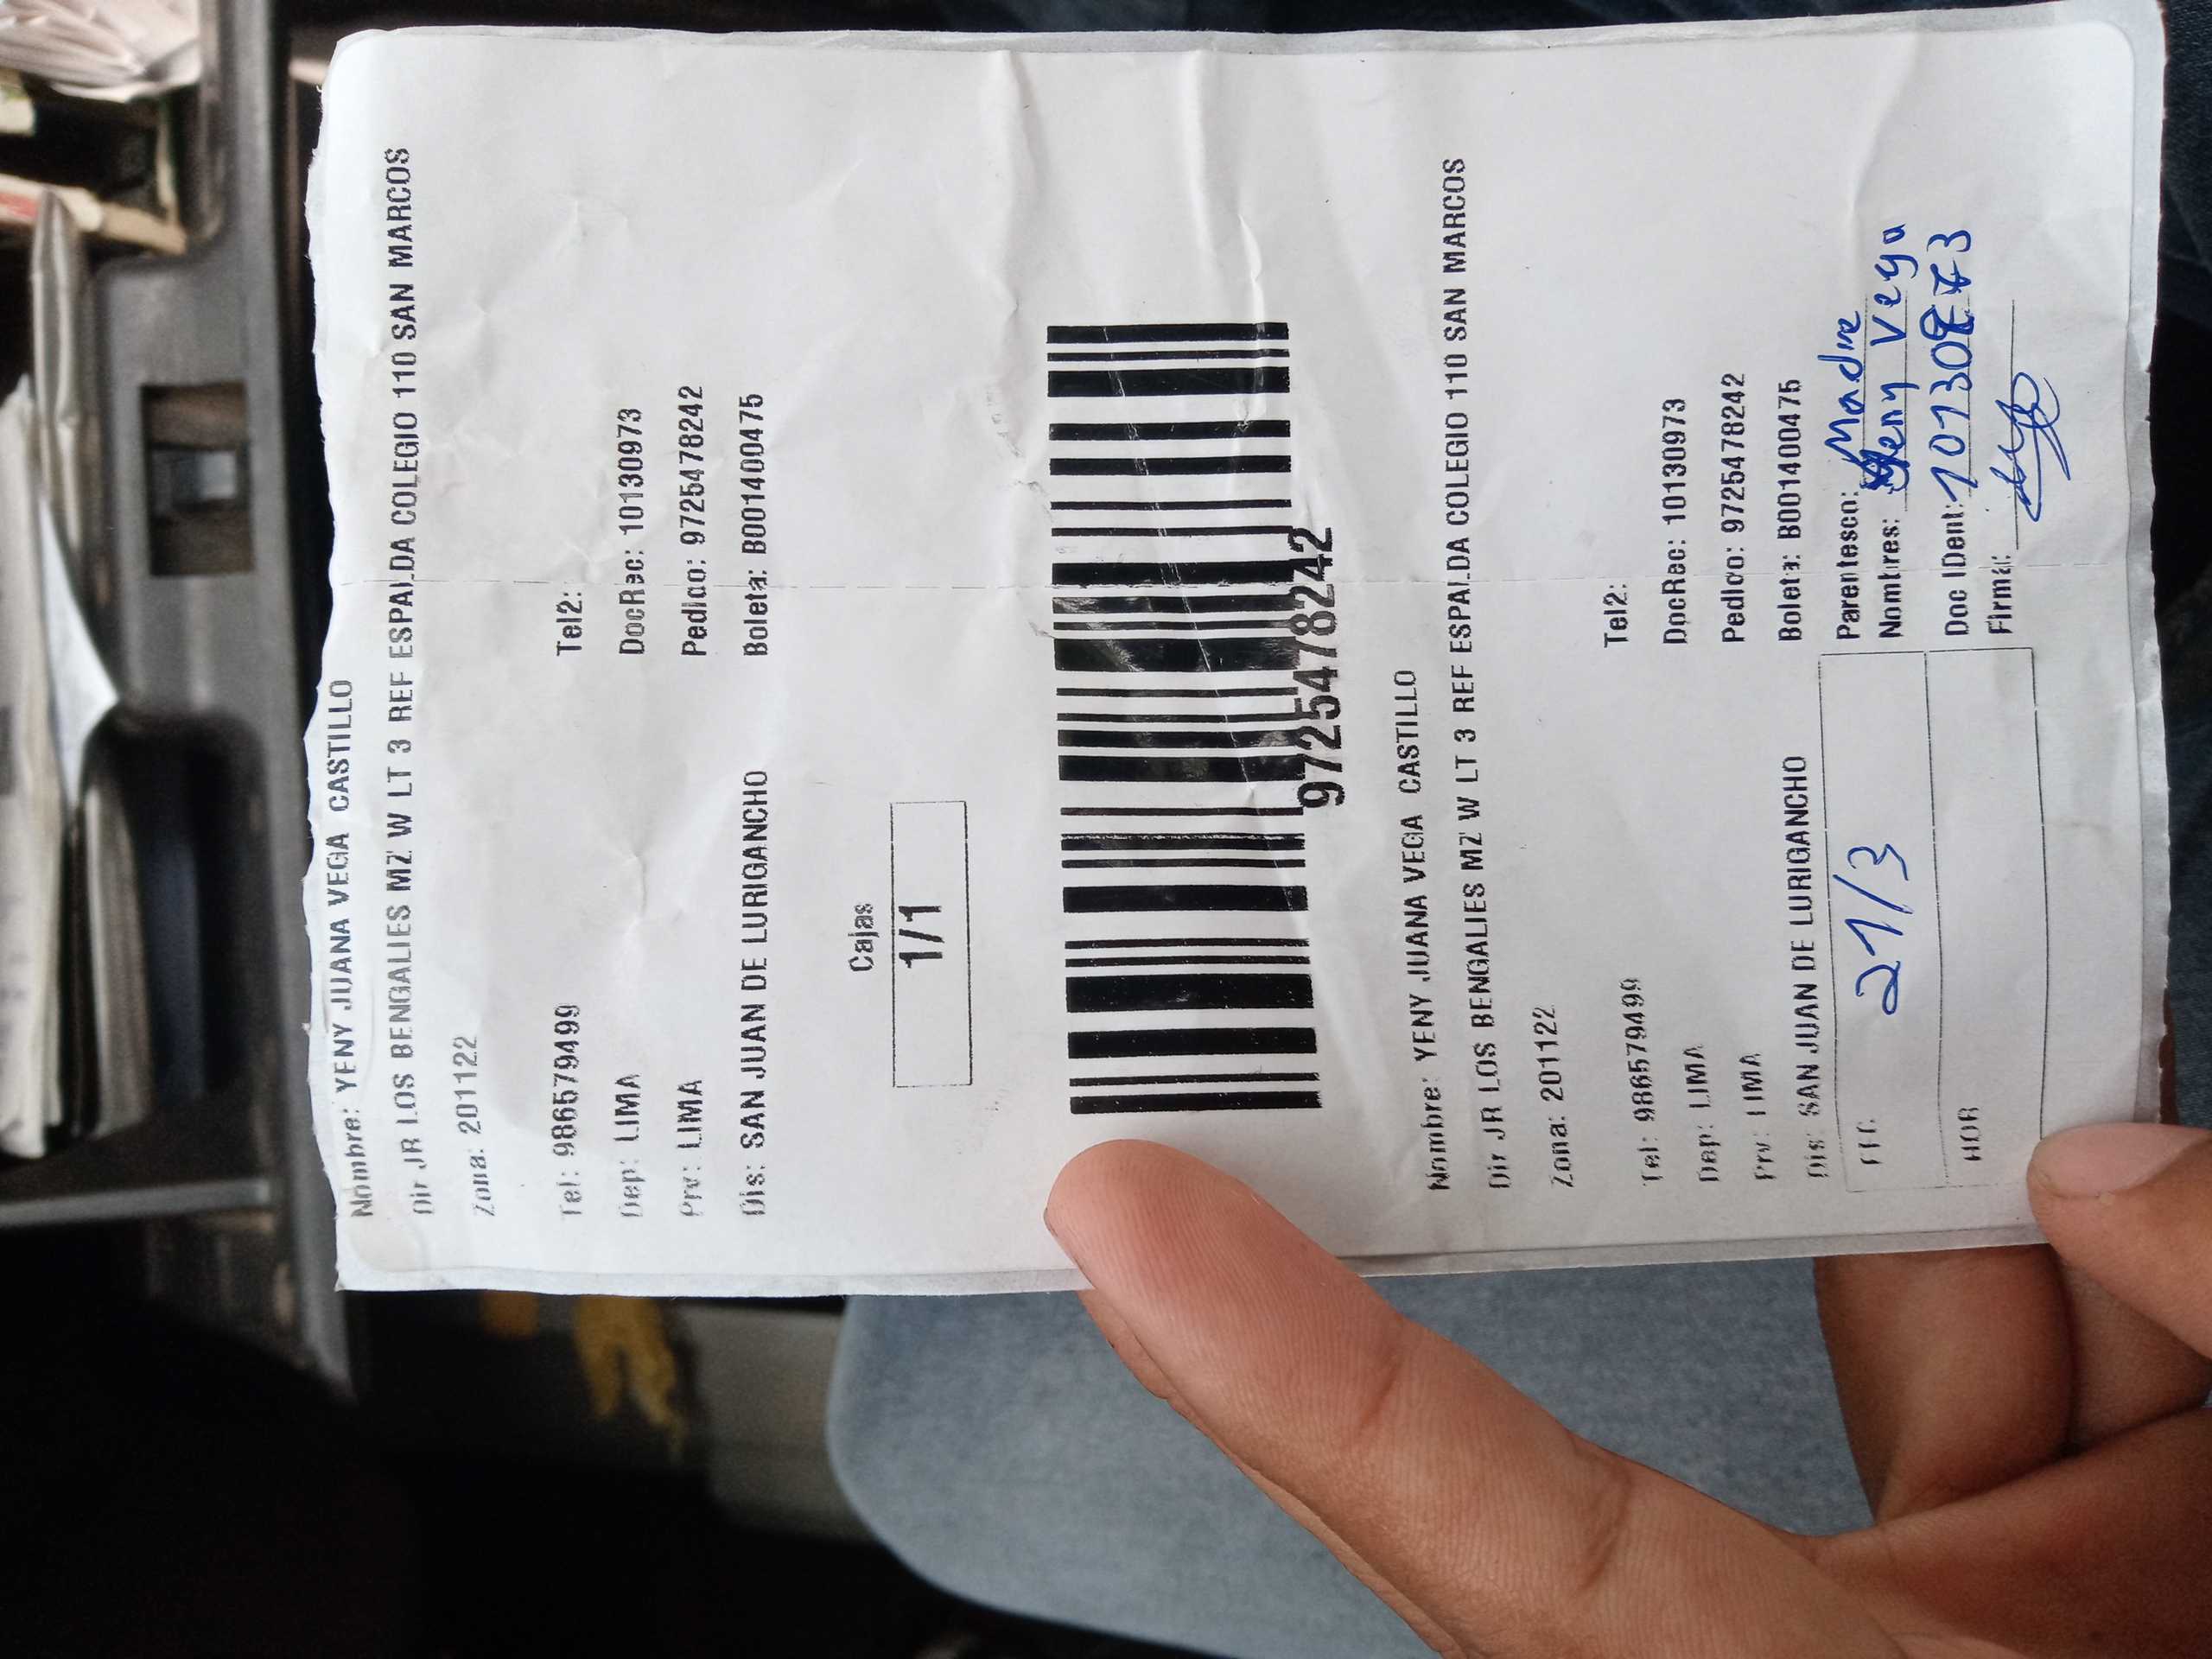 Nombre: YENY JUANA VEGA CASTILLO
Dir JR LOS BENGALIES MZ W LT 3 REF ESPALDA COLEGIO 110 SAN MARCOS
Zona: 201122
Tel: 986579499 Tel2:
Dep: LIMA DocRec: 10130973
Prv: LIMA Pedido: 9725478242
Dis: SAN JUAN DE LURIGANCHO Boleta: B001400475
Cajas
1/1
9725478242
Nombre: YENY JUANA VEGA CASTILLO
Dir JR LOS BENGALIES MZ W LT 3 REF ESPALDA COLEGIO 110 SAN MARCOS
Zona: 201122
Tel: 986579499 Tel2:
Dep: LIMA DocRec: 10130973
Prv: LIMA Pedido: 9725478242
Dis: SAN JUAN DE LURIGANCHO Boleta: B001400475
FEC 21/3 Parentesco: Madre
Nombres: Yeny Vega
HOR Doc IDent:
Firma: